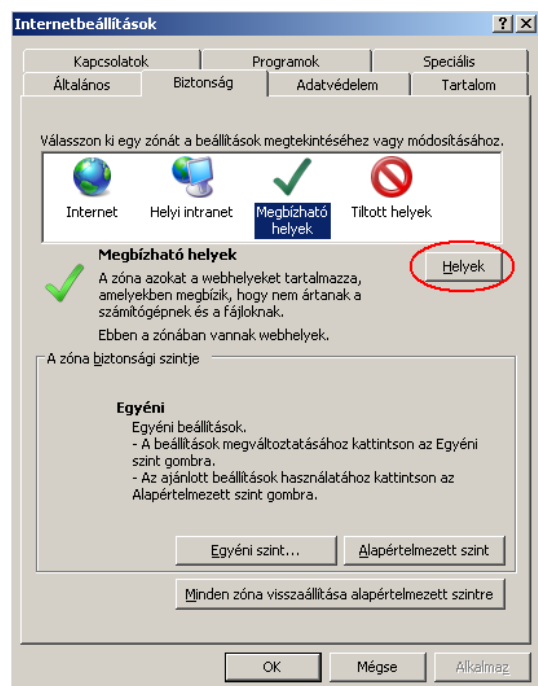 Internetbeállítások
Kapcsolatok Programok Speciális
Általános Biztonság Adatvédelem Tartalom
Válasszon ki egy zónát a beállítások megtekintéséhez vagy módosításához.
Internet Helyi intranet Megbízható helyek Tiltott helyek
Megbízható helyek
Helyek
A zóna azokat a webhelyeket tartalmazza,
amelyekben megbízik, hogy nem ártanak a
számítógépnek és a fájloknak.
Ebben a zónában vannak webhelyek.
A zóna biztonsági szintje
Egyéni
Egyéni beállítások.
- A beállítások megváltoztatásához kattintson az Egyéni
szint gombra.
- Az ajánlott beállítások használatához kattintson az
Alapértelmezett szint gombra.
Egyéni szint... Alapértelmezett szint
Minden zóna visszaállítása alapértelmezett szintre
OK Mégse Alkalmaz